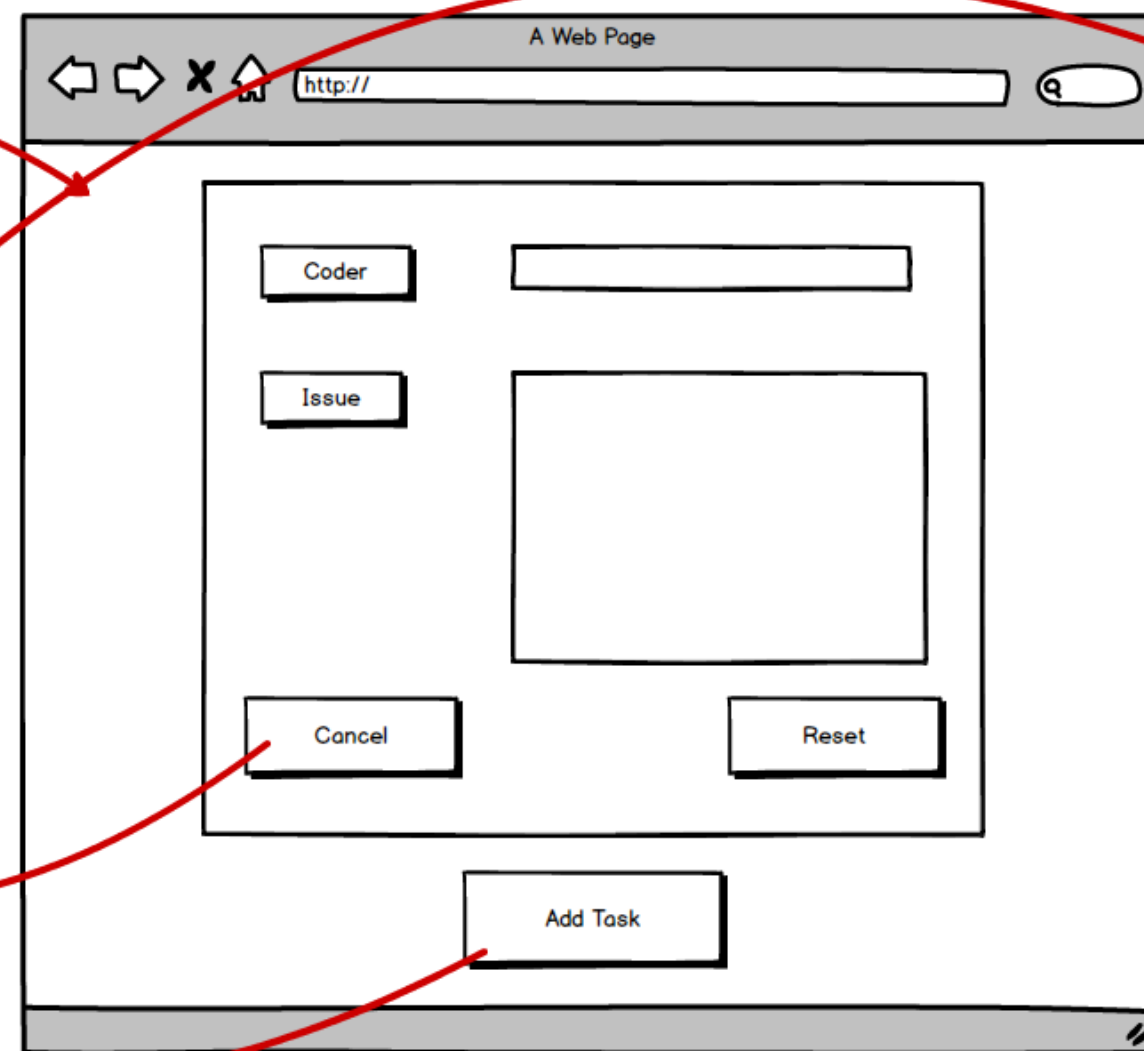 A Web Page
http://
Coder
Issue
Cancel
Reset
Add Task